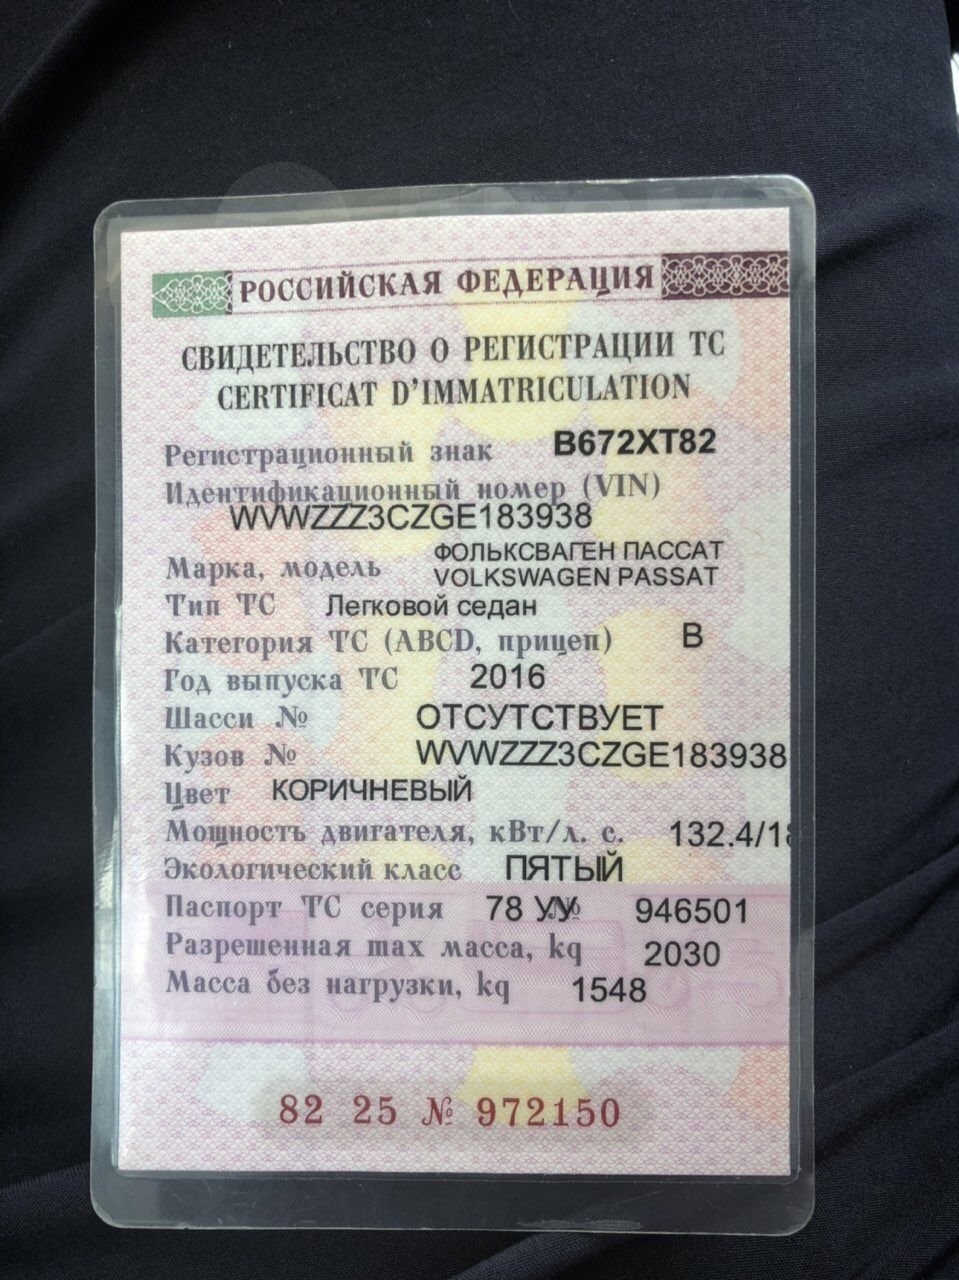 РОССИЙСКАЯ ФЕДЕРАЦИЯ
СВИДЕТЕЛЬСТВО О РЕГИСТРАЦИИ ТС
CERTIFICAT D'IMMATRICULATION
Регистрационный знак В672ХТ82
Идентификационный номер (VIN)
WVWZZZ3CZGE183938
Марка, модель ФОЛЬКСВАГЕН ПАССАТ
VOLKSWAGEN PASSAT
Тип ТС Легковой седан
Категория ТС (ABCD, прицеп) В
Год выпуска ТС 2016
Шасси № ОТСУТСТВУЕТ
Кузов № WVWZZZ3CZGE183938
Цвет КОРИЧНЕВЫЙ
Мощность двигателя, кВт/л. с. 132.4/18
Экологический класс ПЯТЫЙ
Паспорт ТС серия 78 УУ № 946501
Разрешенная max масса, kg 2030
Масса без нагрузки, kg 1548
82 25 № 972150